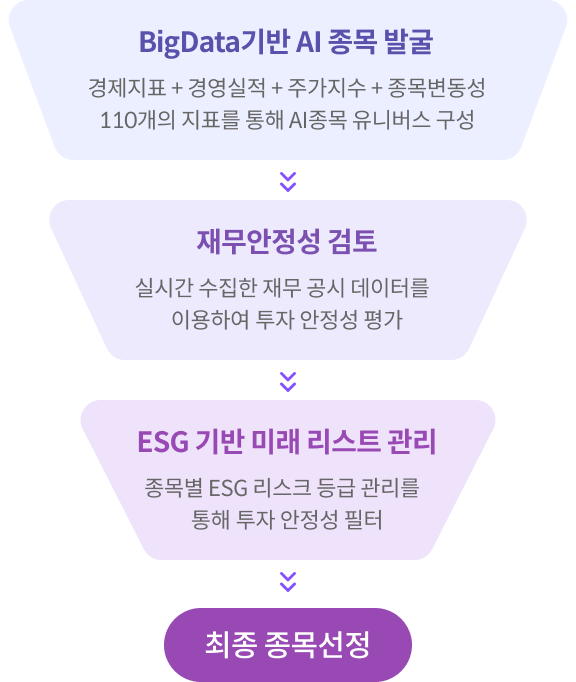 BigData기반 AI 종목 발굴
경제지표 + 경영실적 + 주가지수 + 종목변동성
110개의 지표를 통해 AI종목 유니버스 구성
재무안정성 검토
실시간 수집한 재무 공시 데이터를
이용하여 투자 안정성 평가
ESG 기반 미래 리스트 관리
종목별 ESG 리스크 등급 관리를
통해 투자 안정성 필터
최종 종목선정